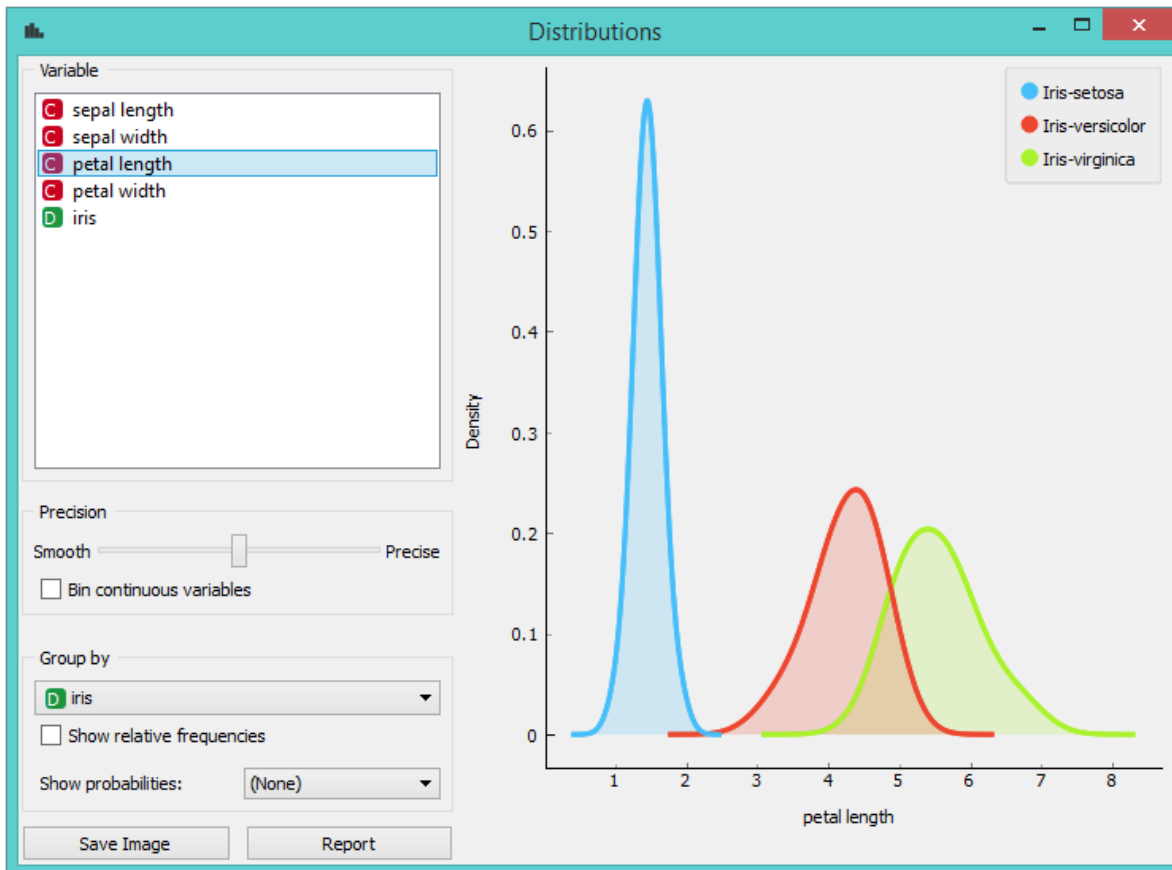 Distributions
Variable
C sepal length
C sepal width
C petal length
C petal width
D iris
Precision
Smooth Precise
Bin continuous variables
Group by
D iris
Show relative frequencies
Show probabilities: (None)
Save Image Report
Iris-setosa
Iris-versicolor
Iris-virginica
Density
0.6
0.5
0.4
0.3
0.2
0.1
0
1 2 3 4 5 6 7 8
petal length